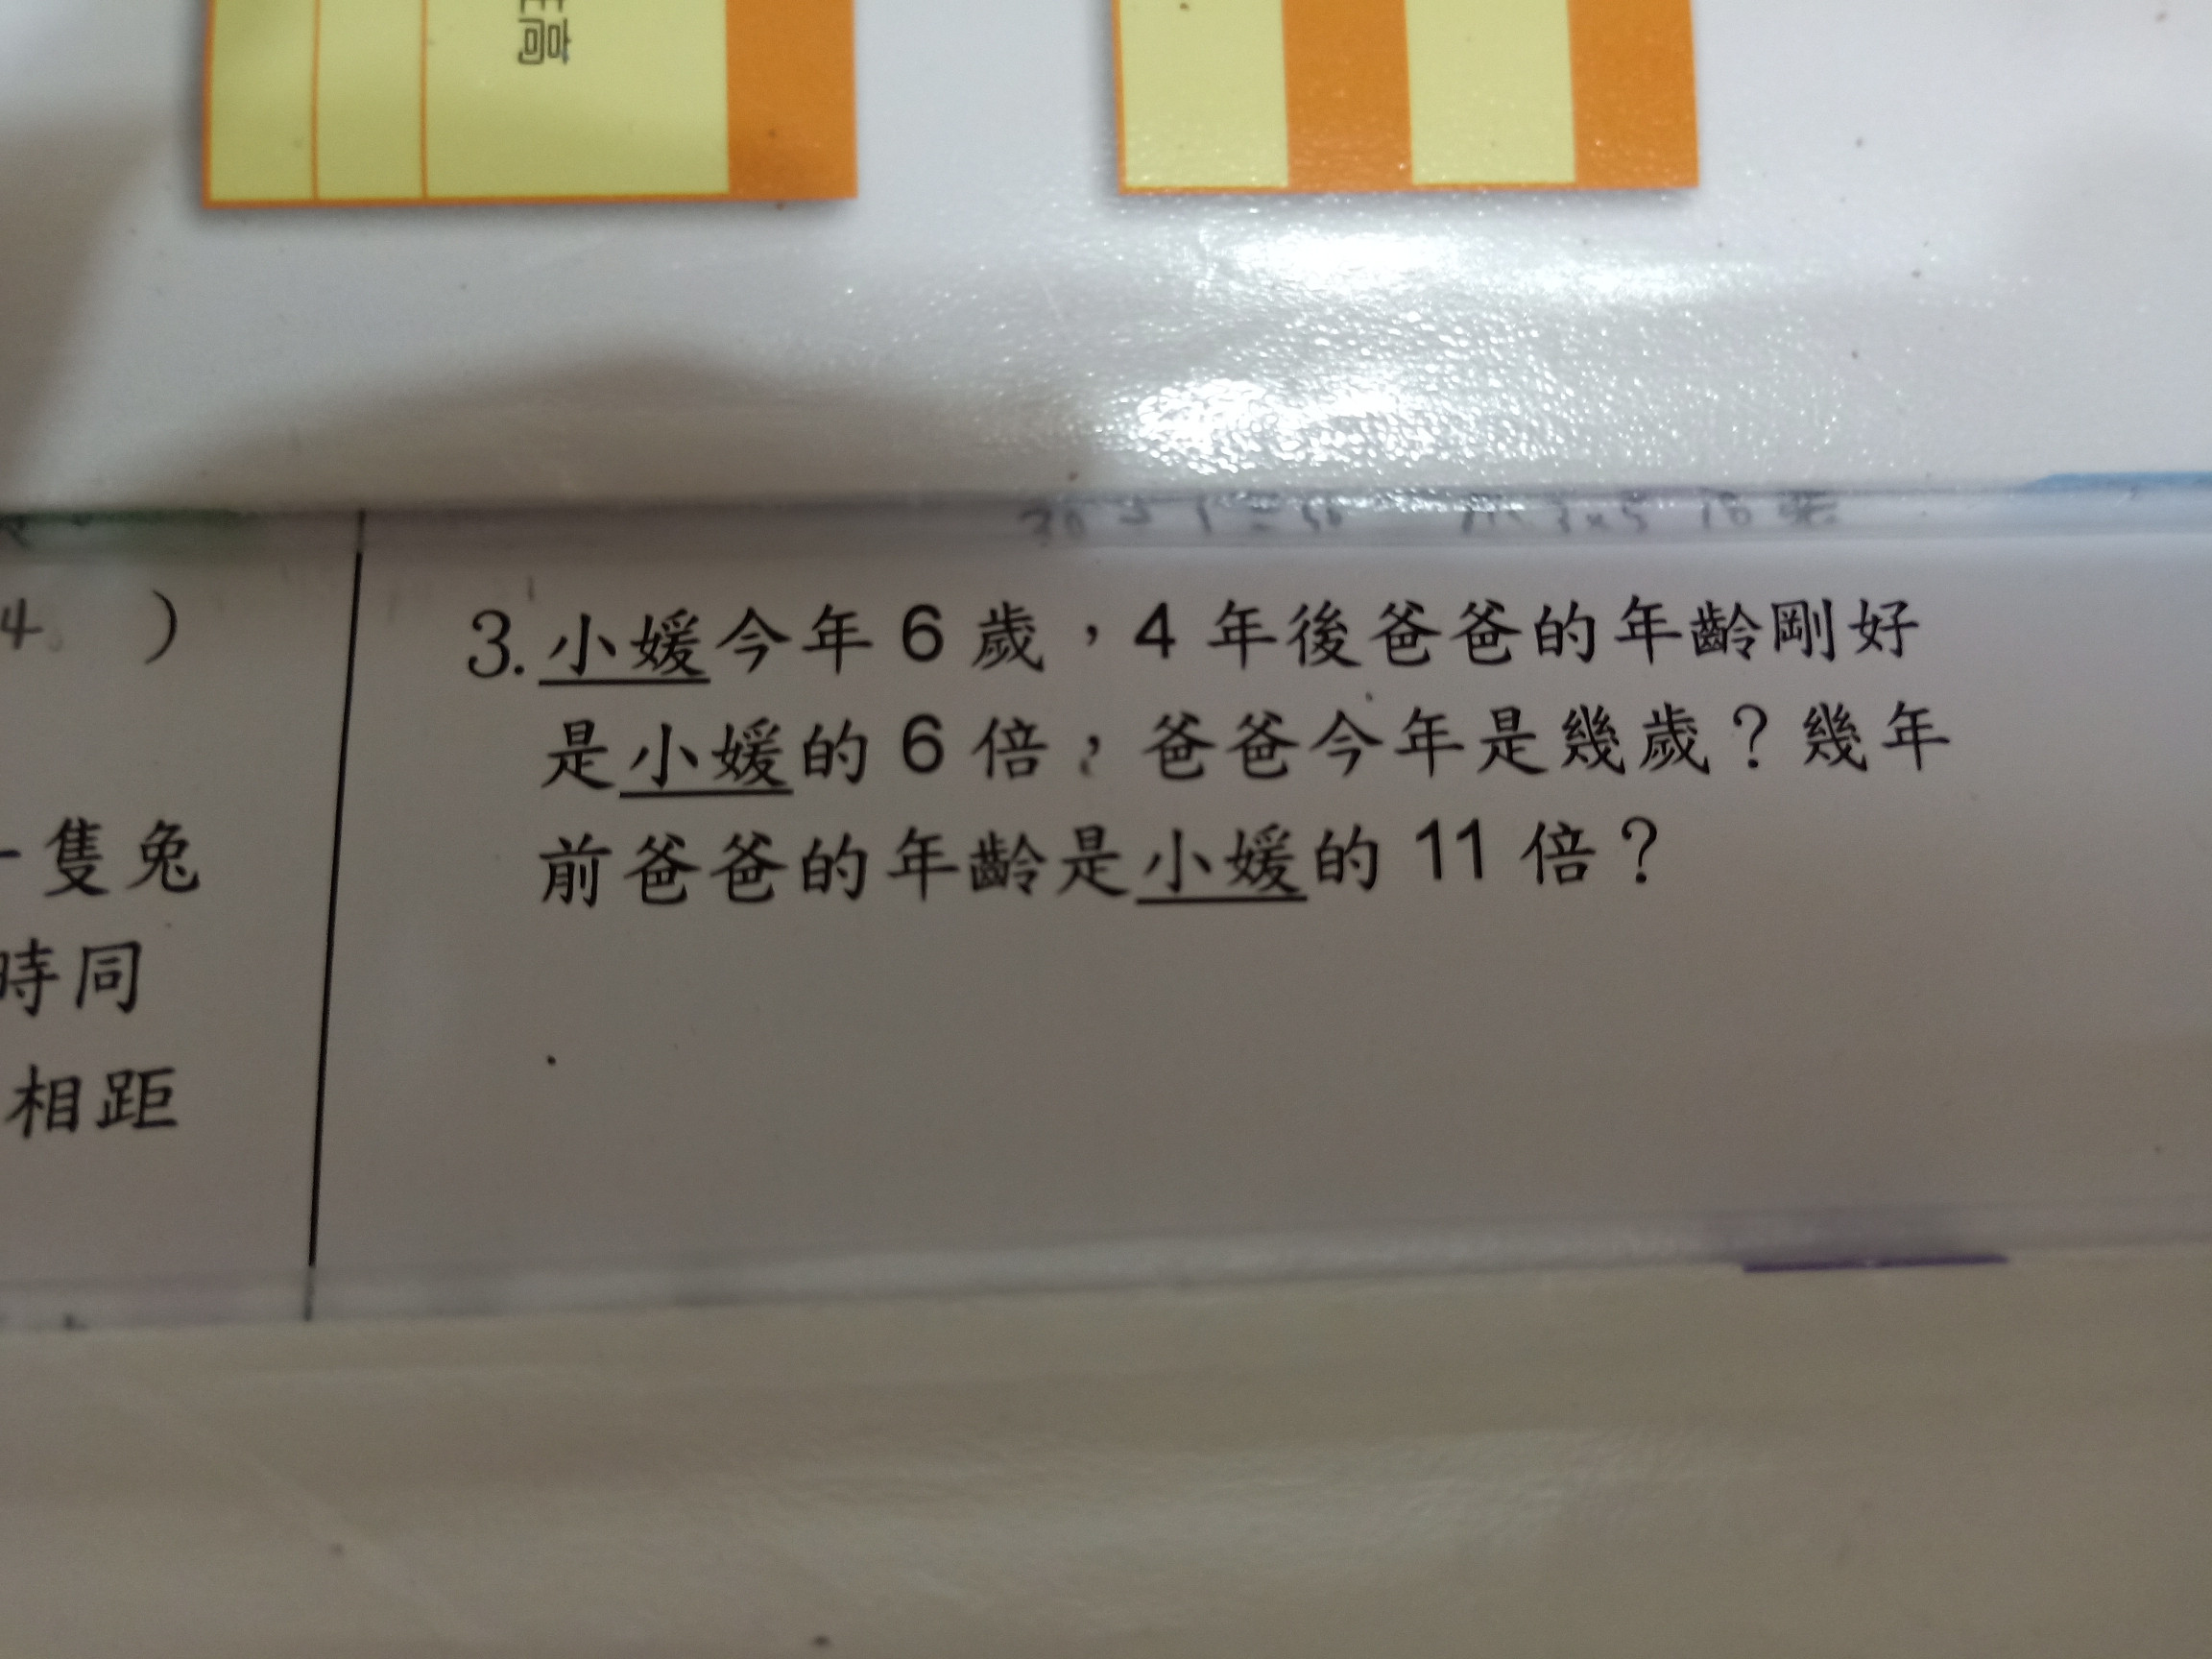 高
4 )
3.小媛今年 6 歲，4 年後爸爸的年齡剛好
是小媛的 6 倍，爸爸今年是幾歲？幾年
前爸爸的年齡是小媛的 11 倍？
隻兔
時同
相距